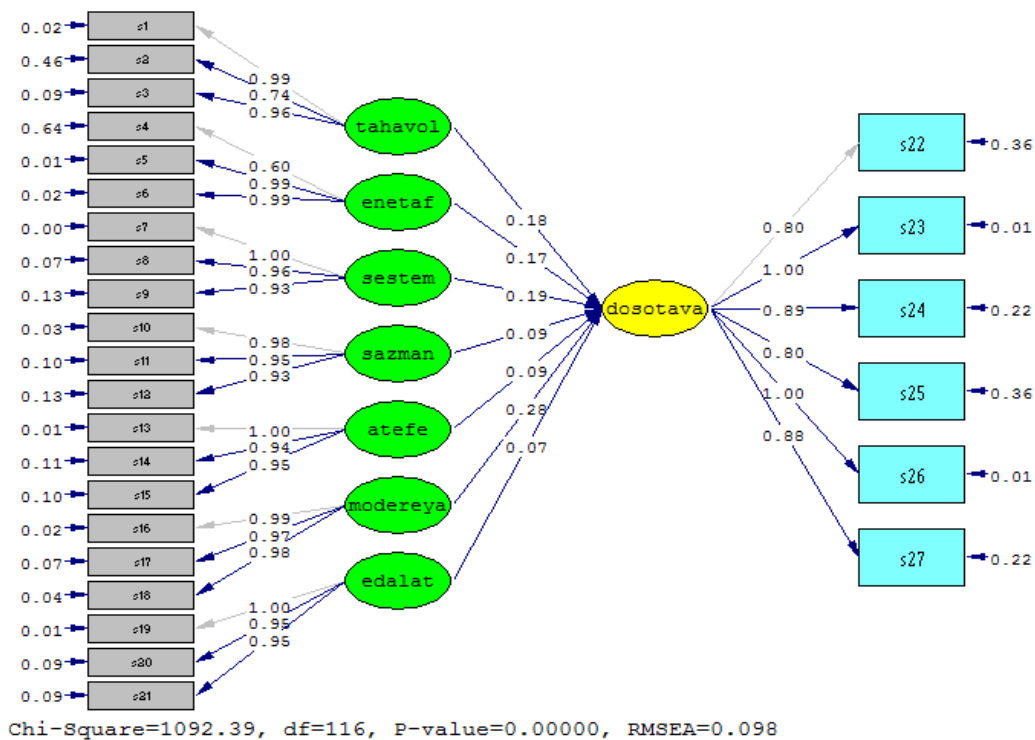 0.02 s1
0.46 s2
0.09 s3
0.64 s4
0.01 s5
0.02 s6
0.00 s7
0.07 s8
0.13 s9
0.03 s10
0.10 s11
0.13 s12
0.01 s13
0.11 s14
0.10 s15
0.02 s16
0.07 s17
0.04 s18
0.01 s19
0.09 s20
0.09 s21
0.99
0.74
0.96
0.60
0.99
0.99
1.00
0.96
0.93
0.98
0.95
0.93
1.00
0.94
0.95
0.99
0.97
0.98
1.00
0.95
0.95
tahavol
enetaf
sestem
sazman
atefe
modereya
edalat
0.18
0.17
0.19
0.09
0.09
0.28
0.07
dosotava
0.80
1.00
0.89
0.80
1.00
0.88
s22 0.36
s23 0.01
s24 0.22
s25 0.36
s26 0.01
s27 0.22
Chi-Square=1092.39, df=116, P-value=0.00000, RMSEA=0.098